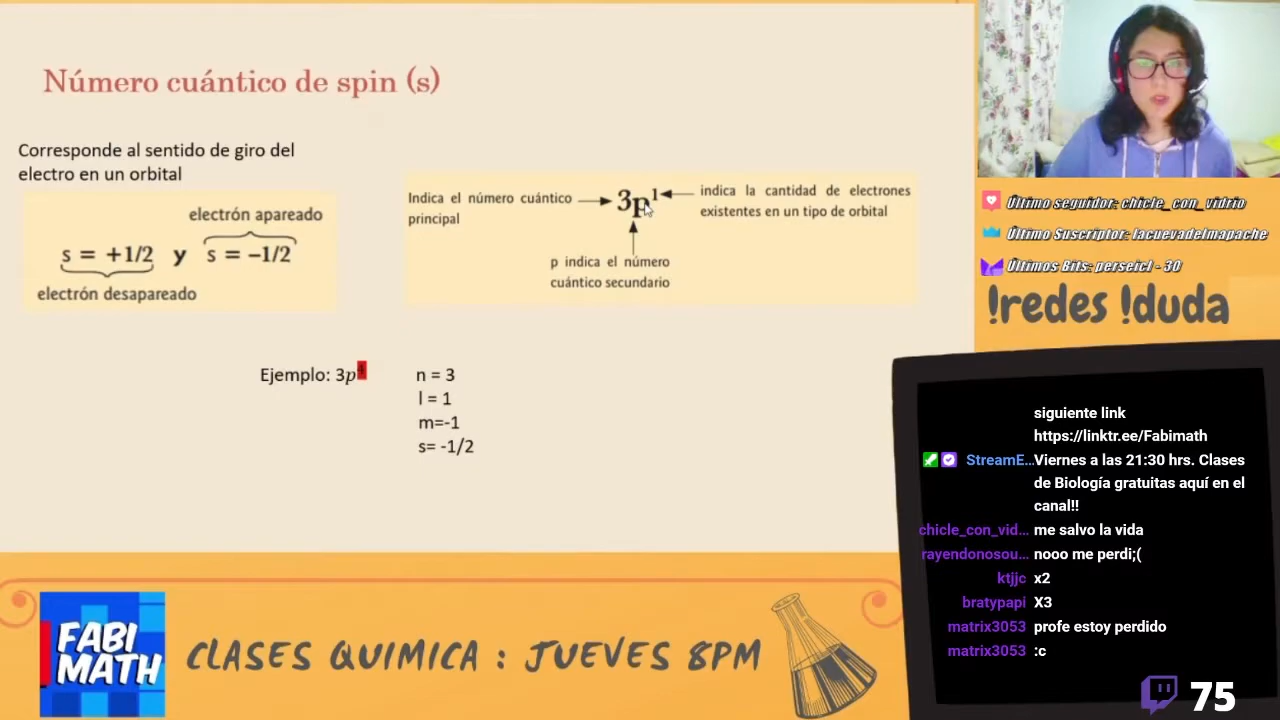 Número cuántico de spin (s)
Corresponde al sentido de giro del
electro en un orbital
electrón apareado
s = +1/2 y s = –1/2
electrón desapareado
Indica el número cuántico
principal
3p¹
indica la cantidad de electrones
existentes en un tipo de orbital
p indica el número
cuántico secundario
Ejemplo: 3p⁴
n = 3
l = 1
m=-1
s= -1/2
Último seguidor: chicle_con_vidrio
Último Suscriptor: lacuevadelmapache
Últimos Bits: perseicl - 30
!redes !duda
siguiente link
https://linktr.ee/Fabimath
StreamE... Viernes a las 21:30 hrs. Clases
de Biología gratuitas aquí en el
canal!!
chicle_con_vid... me salvo la vida
rayendonosou... nooo me perdi;(
ktjjc x2
bratypapi X3
matrix3053 profe estoy perdido
matrix3053 :c
75
FABI
MATH
CLASES QUIMICA : JUEVES 8PM